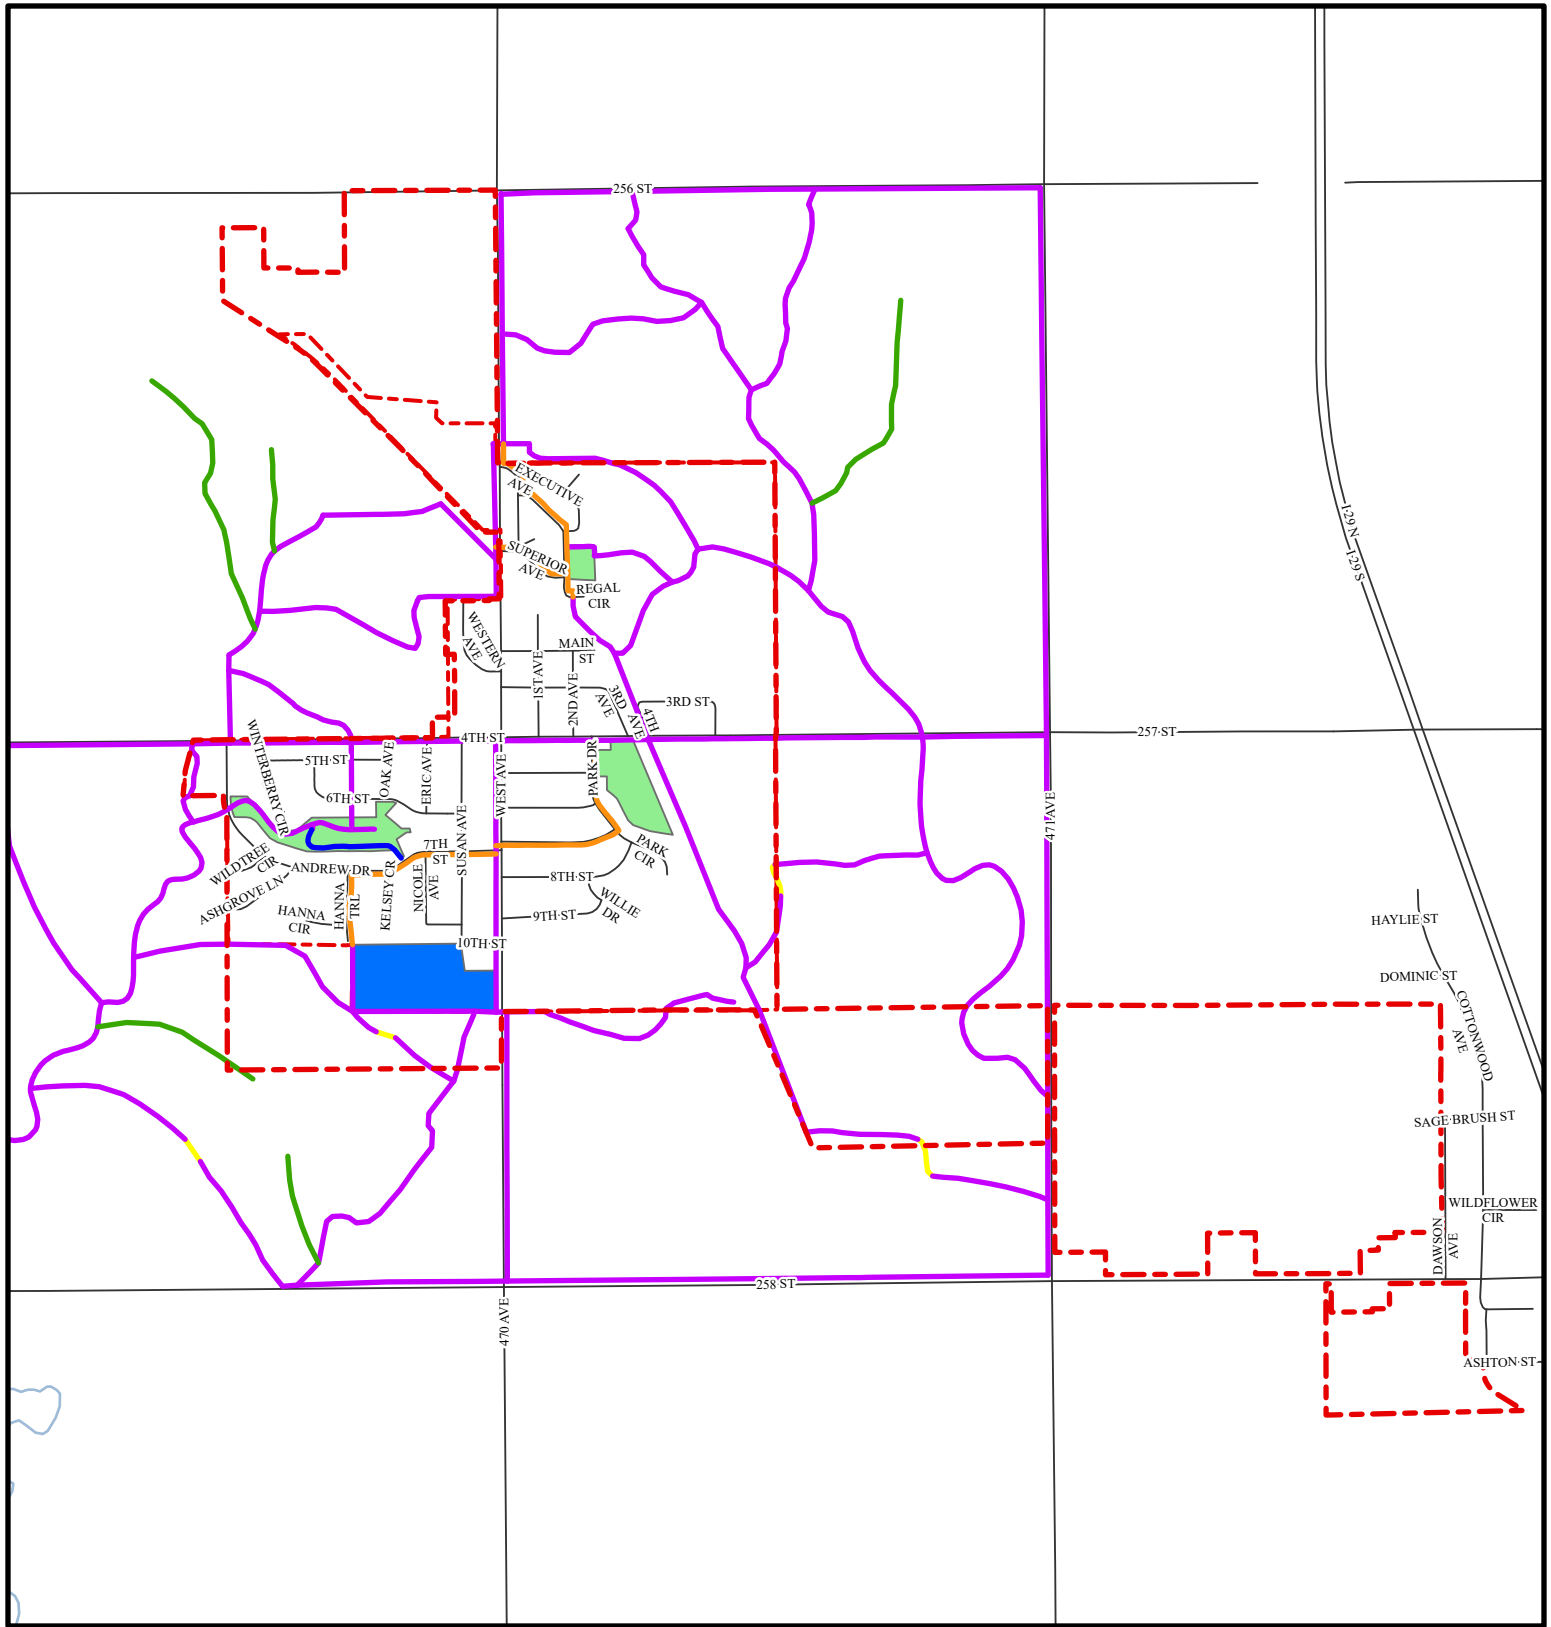 256 ST
EXECUTIVE
AVE
SUPERIOR
AVE
REGAL
CIR
WESTERN
AVE
MAIN
ST
1ST AVE
2ND AVE
3RD
AVE
4TH
AVE
3RD ST
4TH ST
257 ST
I-29 N
I-29 S
WINTERBERRY CIR
5TH ST
OAK AVE
ERIC AVE
6TH ST
WEST AVE
PARK DR
SUSAN AVE
471 AVE
7TH
ST
PARK
CIR
WILDTREE
CIR
ANDREW DR
ASHGROVE LN
HANNA
CIR
HANNA
TRL
KELSEY CR
NICOLE
AVE
8TH ST
WILLIE
DR
9TH ST
10TH ST
HAYLIE ST
DOMINIC ST
COTTONWOOD
AVE
SAGE BRUSH ST
WILDFLOWER
CIR
DAWSON
AVE
258 ST
470 AVE
ASHTON ST